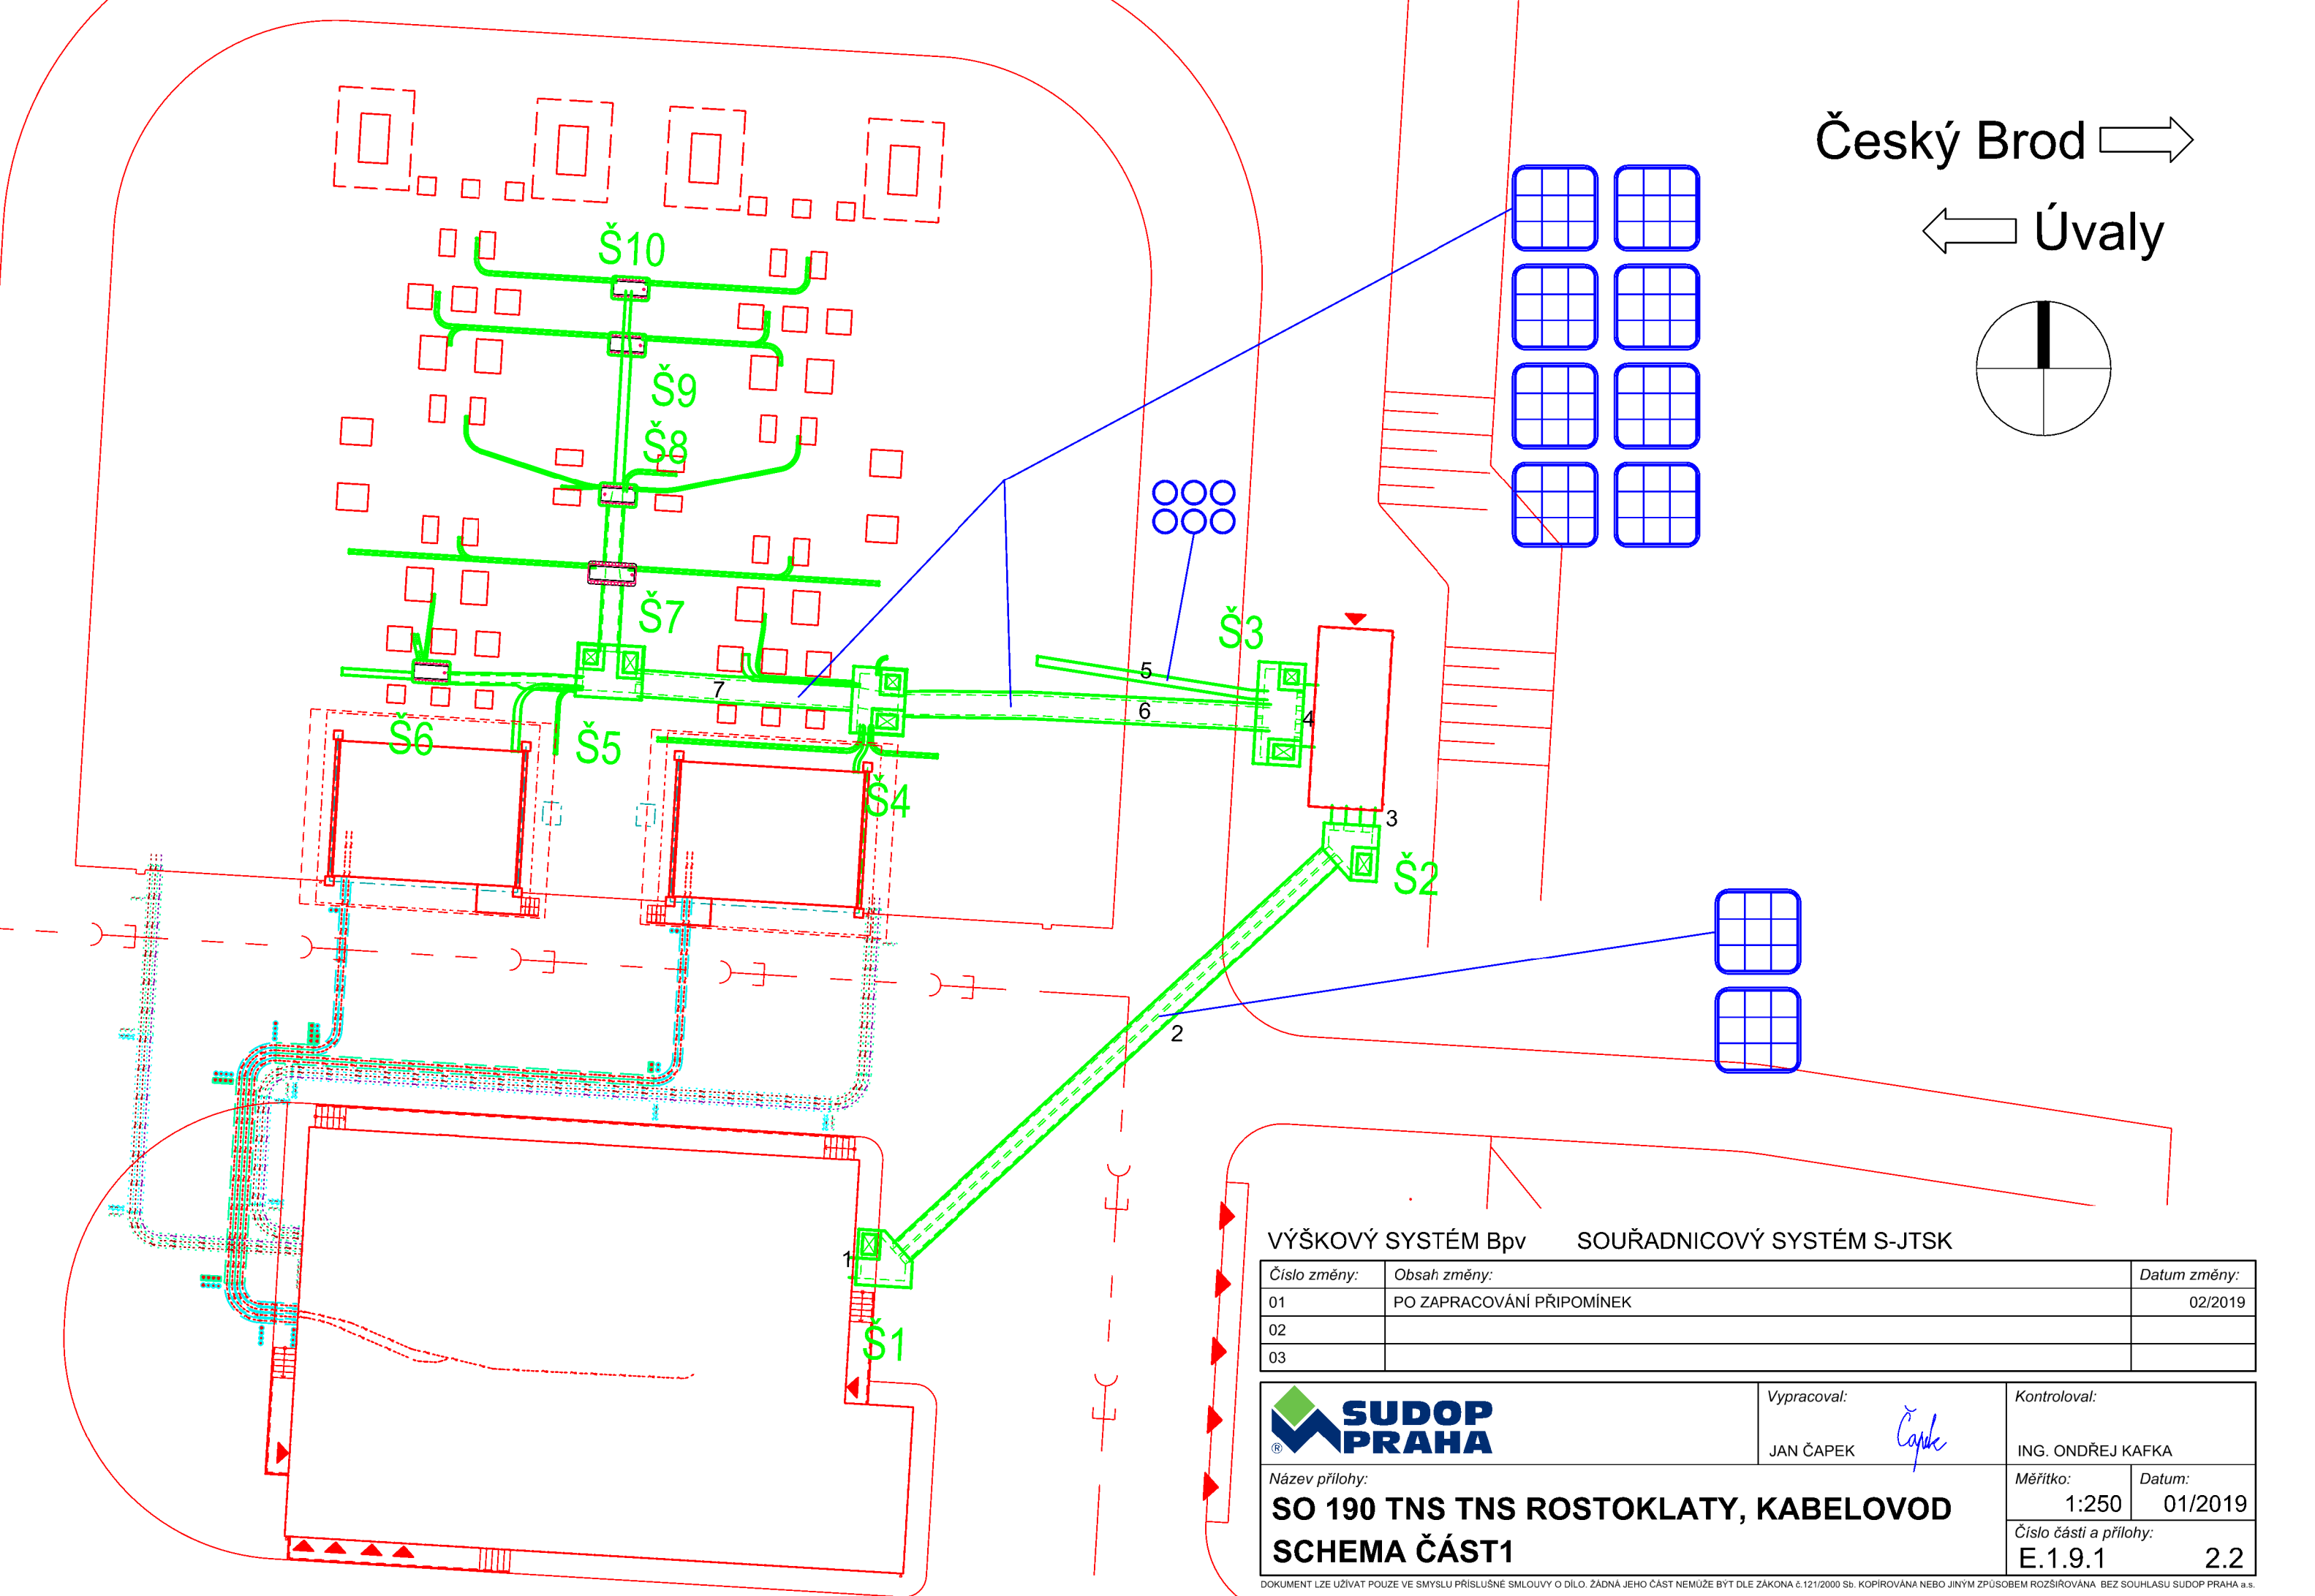 Český Brod
Úvaly
Š10
Š9
Š8
Š7
Š3
5
7
6
4
Š6
Š5
Š4
3
Š2
2
1
Š1
VÝŠKOVÝ SYSTÉM Bpv SOUŘADNICOVÝ SYSTÉM S-JTSK
Číslo změny: Obsah změny: Datum změny:
01 PO ZAPRACOVÁNÍ PŘIPOMÍNEK 02/2019
02
03
SUDOP
PRAHA
®
Vypracoval:
JAN ČAPEK
Čapek
Kontroloval:
ING. ONDŘEJ KAFKA
Název přílohy:
SO 190 TNS TNS ROSTOKLATY, KABELOVOD
SCHEMA ČÁST1
Měřítko: Datum:
1:250 01/2019
Číslo části a přílohy:
E.1.9.1 2.2
DOKUMENT LZE UŽÍVAT POUZE VE SMYSLU PŘÍSLUŠNÉ SMLOUVY O DÍLO. ŽÁDNÁ JEHO ČÁST NEMŮŽE BÝT DLE ZÁKONA č.121/2000 Sb. KOPÍROVÁNA NEBO JINÝM ZPŮSOBEM ROZŠIŘOVÁNA BEZ SOUHLASU SUDOP PRAHA a.s.